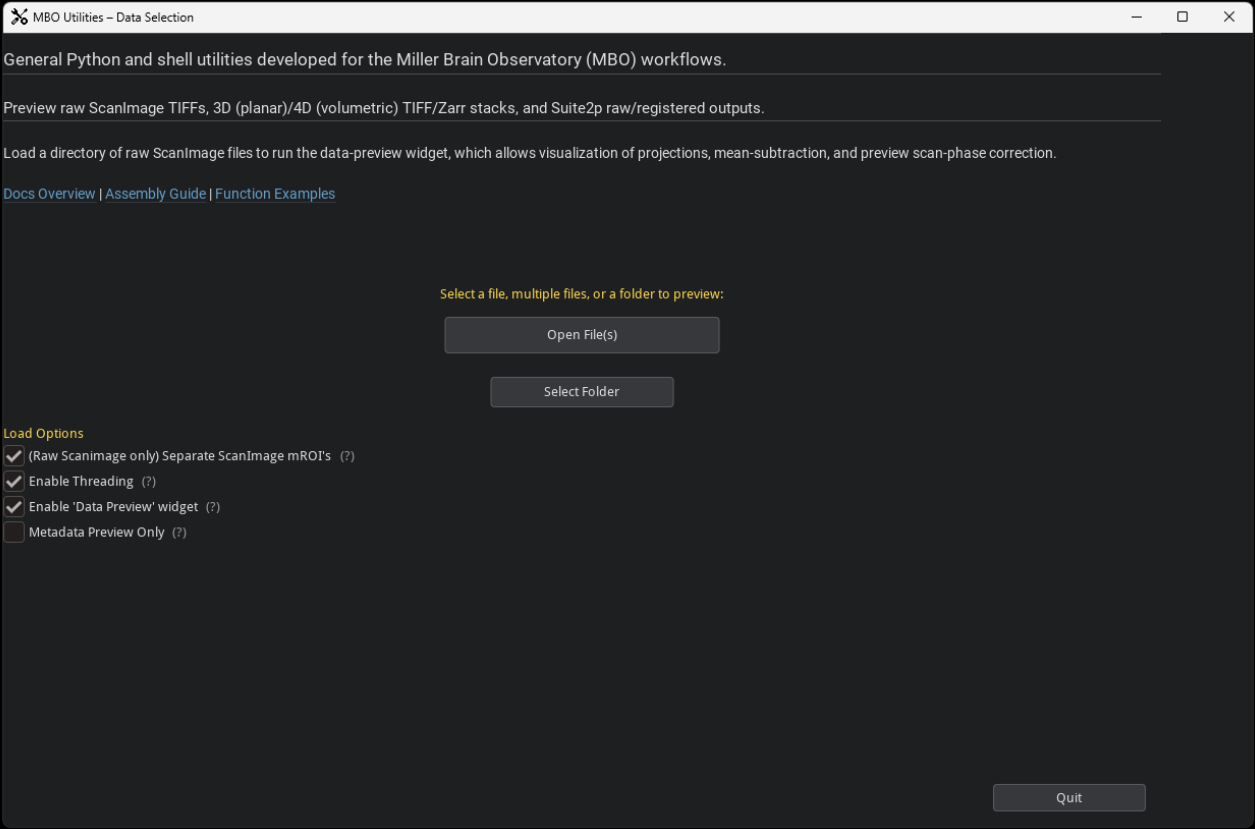 MBO Utilities – Data Selection
General Python and shell utilities developed for the Miller Brain Observatory (MBO) workflows.
Preview raw ScanImage TIFFs, 3D (planar)/4D (volumetric) TIFF/Zarr stacks, and Suite2p raw/registered outputs.
Load a directory of raw ScanImage files to run the data-preview widget, which allows visualization of projections, mean-subtraction, and preview scan-phase correction.
Docs Overview | Assembly Guide | Function Examples
Select a file, multiple files, or a folder to preview:
Open File(s)
Select Folder
Load Options
(Raw Scanimage only) Separate ScanImage mROI's (?)
Enable Threading (?)
Enable 'Data Preview' widget (?)
Metadata Preview Only (?)
Quit